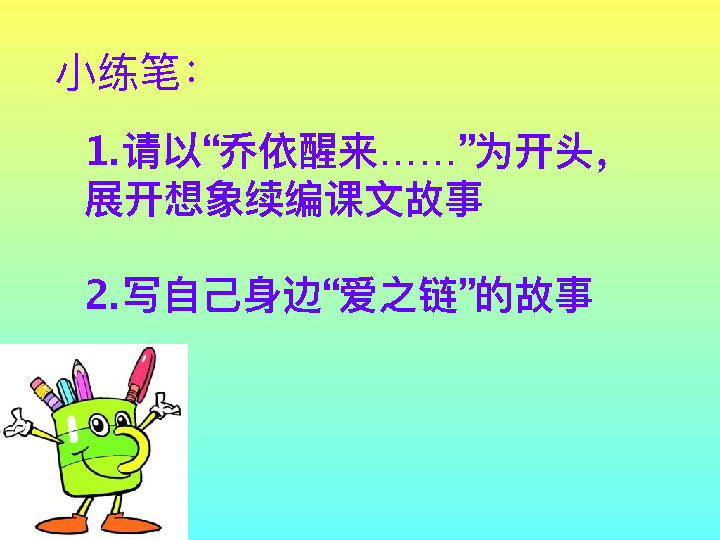 小练笔：
1.请以“乔依醒来……”为开头，
展开想象续编课文故事
2.写自己身边“爱之链”的故事